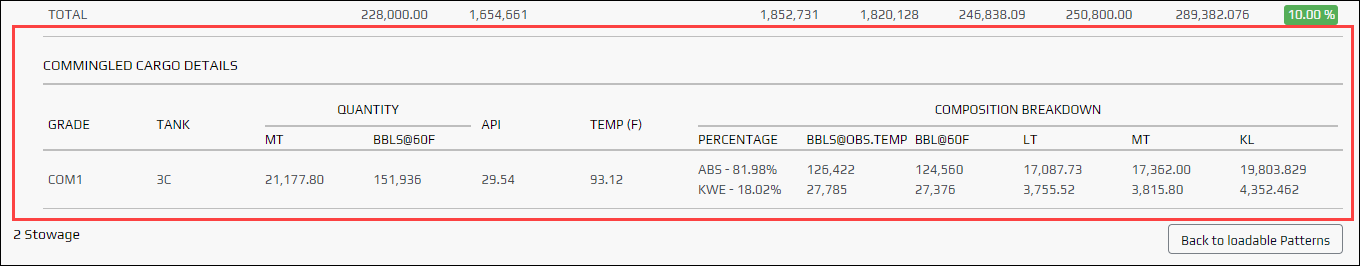 TOTAL 228,000.00 1,654,661 1,852,731 1,820,128 246,838.09 250,800.00 289,382.076 10.00 %
COMMINGLED CARGO DETAILS
QUANTITY COMPOSITION BREAKDOWN
GRADE TANK API TEMP (F)
MT BBLS@60F PERCENTAGE BBLS@OBS.TEMP BBL@60F LT MT KL
ABS - 81.98% 126,422 124,560 17,087.73 17,362.00 19,803.829
COM1 3C 21,177.80 151,936 29.54 93.12
KWE - 18.02% 27,785 27,376 3,755.52 3,815.80 4,352.462
2 Stowage
Back to loadable Patterns